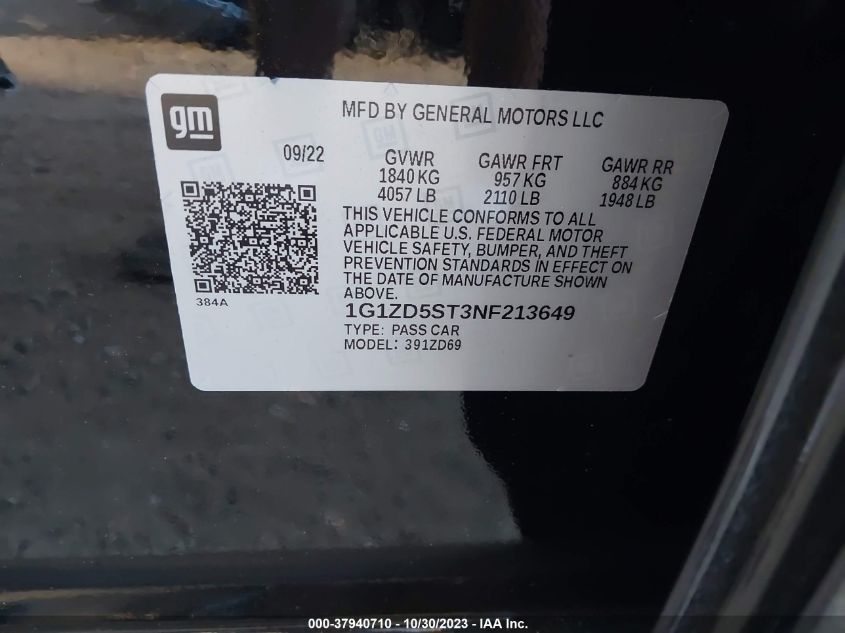 gm
MFD BY GENERAL MOTORS LLC
09/22
GVWR GAWR FRT GAWR RR
1840 KG 957 KG 884 KG
4057 LB 2110 LB 1948 LB
THIS VEHICLE CONFORMS TO ALL
APPLICABLE U.S. FEDERAL MOTOR
VEHICLE SAFETY, BUMPER, AND THEFT
PREVENTION STANDARDS IN EFFECT ON
THE DATE OF MANUFACTURE SHOWN
ABOVE.
384A
1G1ZD5ST3NF213649
TYPE: PASS CAR
MODEL: 391ZD69
000-37940710 - 10/30/2023 - IAA Inc.